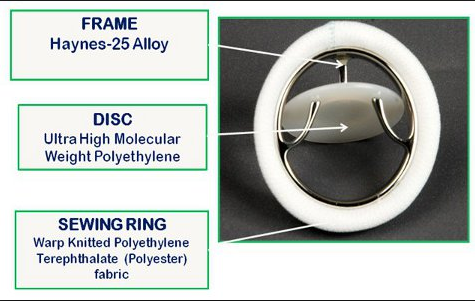 FRAME
Haynes-25 Alloy
DISC
Ultra High Molecular
Weight Polyethylene
SEWING RING
Warp Knitted Polyethylene
Terephthalate (Polyester)
fabric